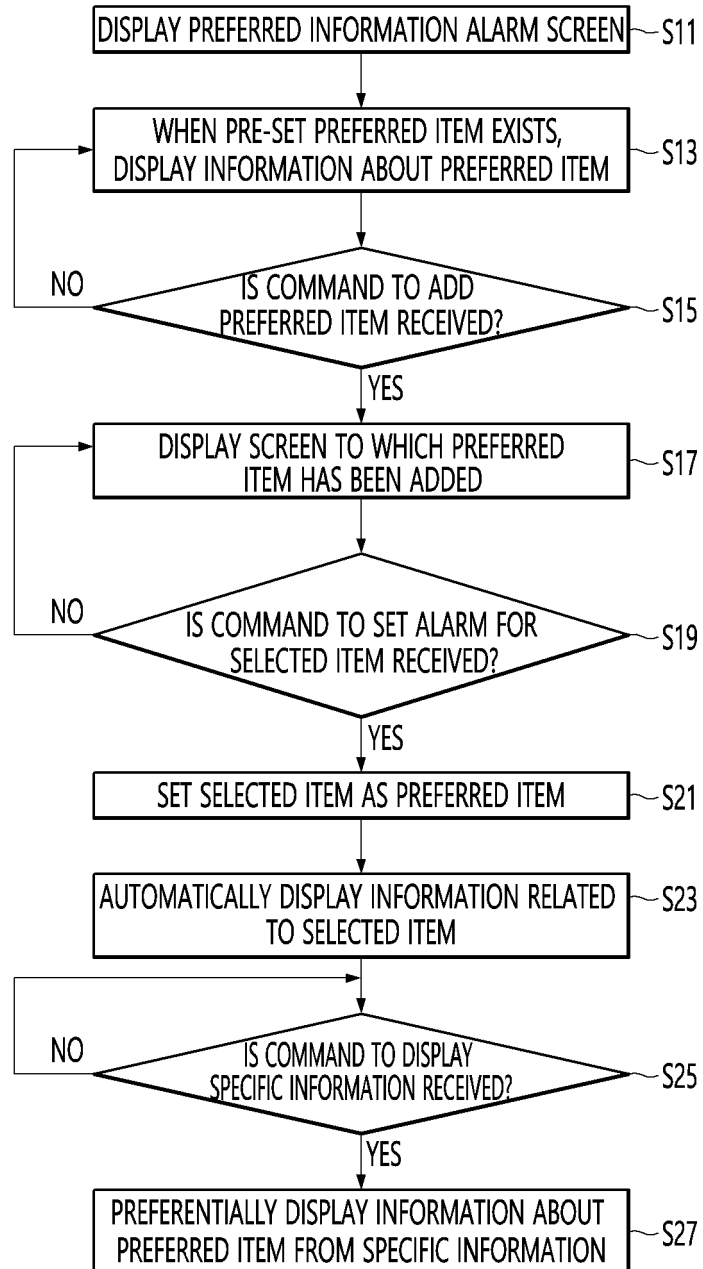 DISPLAY PREFERRED INFORMATION ALARM SCREEN
S11
WHEN PRE-SET PREFERRED ITEM EXISTS,
DISPLAY INFORMATION ABOUT PREFERRED ITEM
S13
NO
IS COMMAND TO ADD
PREFERRED ITEM RECEIVED?
S15
YES
DISPLAY SCREEN TO WHICH PREFERRED
ITEM HAS BEEN ADDED
S17
NO
IS COMMAND TO SET ALARM FOR
SELECTED ITEM RECEIVED?
S19
YES
SET SELECTED ITEM AS PREFERRED ITEM
S21
AUTOMATICALLY DISPLAY INFORMATION RELATED
TO SELECTED ITEM
S23
NO
IS COMMAND TO DISPLAY
SPECIFIC INFORMATION RECEIVED?
S25
YES
PREFERENTIALLY DISPLAY INFORMATION ABOUT
PREFERRED ITEM FROM SPECIFIC INFORMATION
S27